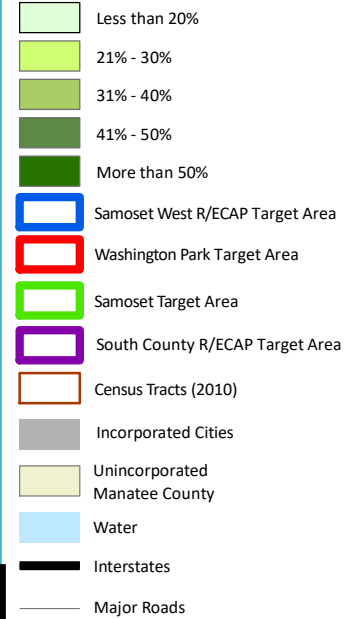 Less than 20%
21% - 30%
31% - 40%
41% - 50%
More than 50%
Samoset West R/ECAP Target Area
Washington Park Target Area
Samoset Target Area
South County R/ECAP Target Area
Census Tracts (2010)
Incorporated Cities
Unincorporated
Manatee County
Water
Interstates
Major Roads